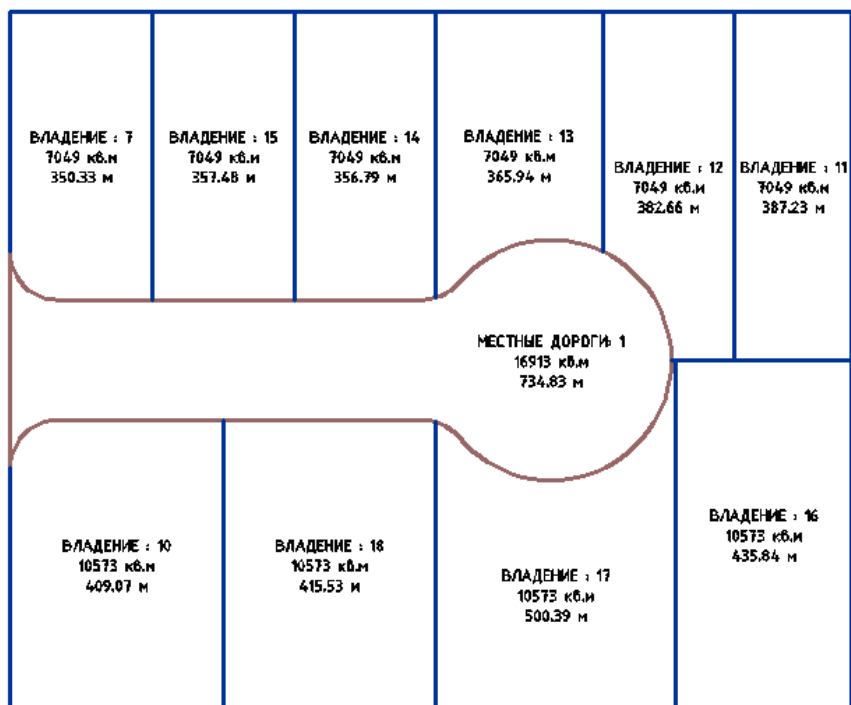 ВЛАДЕНИЕ : 7
7049 кв.м
350.33 м
ВЛАДЕНИЕ : 15
7049 кв.м
357.48 м
ВЛАДЕНИЕ : 14
7049 кв.м
356.79 м
ВЛАДЕНИЕ : 13
7049 кв.м
365.94 м
ВЛАДЕНИЕ : 12
7049 кв.м
382.66 м
ВЛАДЕНИЕ : 11
7049 кв.м
387.23 м
МЕСТНЫЕ ДОРОГИ: 1
16913 кв.м
734.83 м
ВЛАДЕНИЕ : 10
10573 кв.м
409.07 м
ВЛАДЕНИЕ : 18
10573 кв.м
415.53 м
ВЛАДЕНИЕ : 17
10573 кв.м
500.39 м
ВЛАДЕНИЕ : 16
10573 кв.м
435.84 м